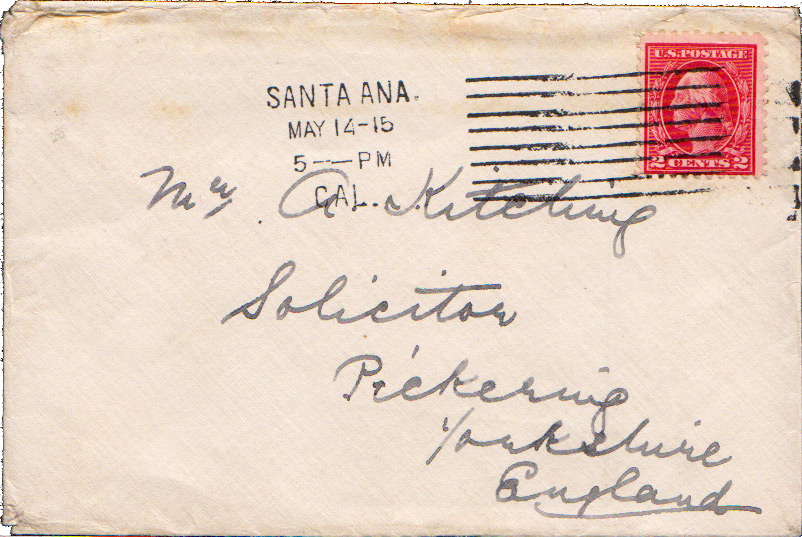 U.S. POSTAGE
2 CENTS 2
SANTA ANA.
MAY 14-15
5--PM
CAL.
Mr A. Kitching
Solicitor
Pickering
Yorkshire
England